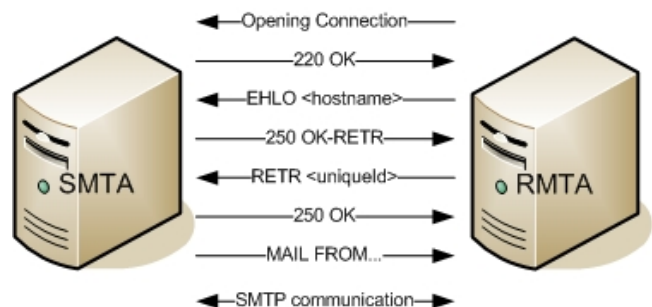 Opening Connection
220 OK
EHLO <hostname>
250 OK-RETR
SMTA
RETR <uniqueId>
RMTA
250 OK
MAIL FROM...
SMTP communication